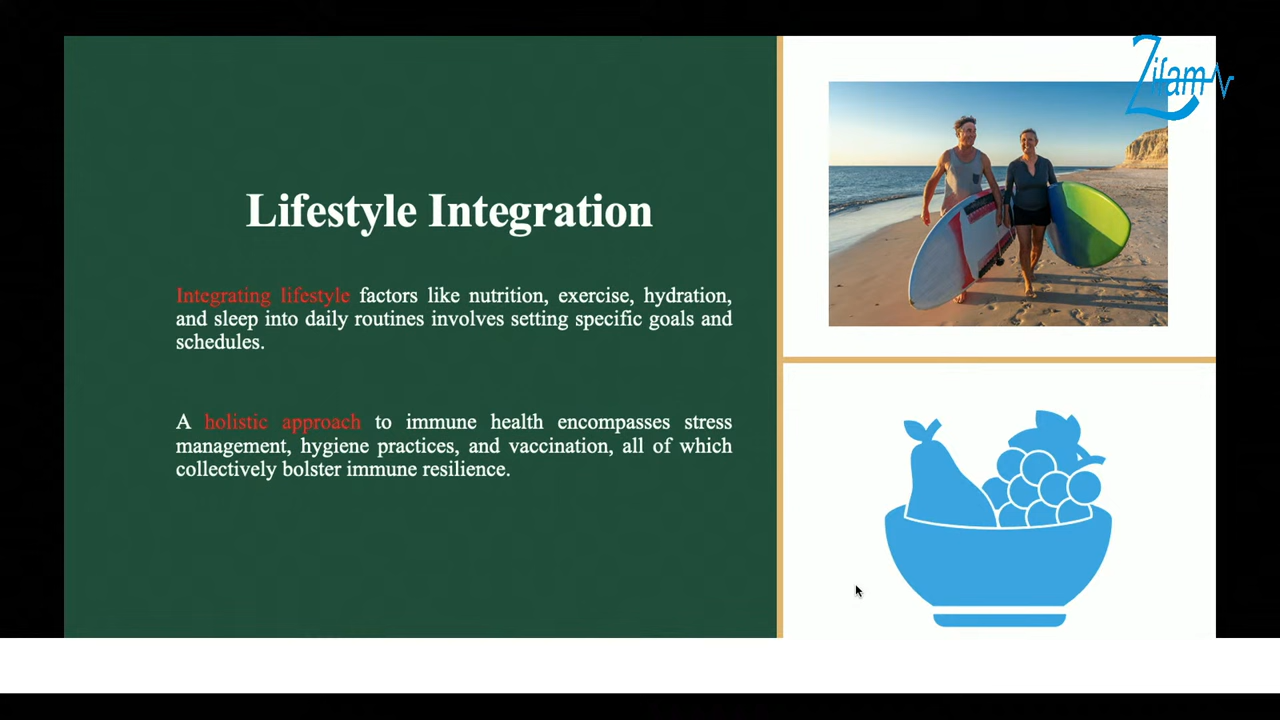 Zifam
Lifestyle Integration
Integrating lifestyle factors like nutrition, exercise, hydration,
and sleep into daily routines involves setting specific goals and
schedules.
A holistic approach to immune health encompasses stress
management, hygiene practices, and vaccination, all of which
collectively bolster immune resilience.